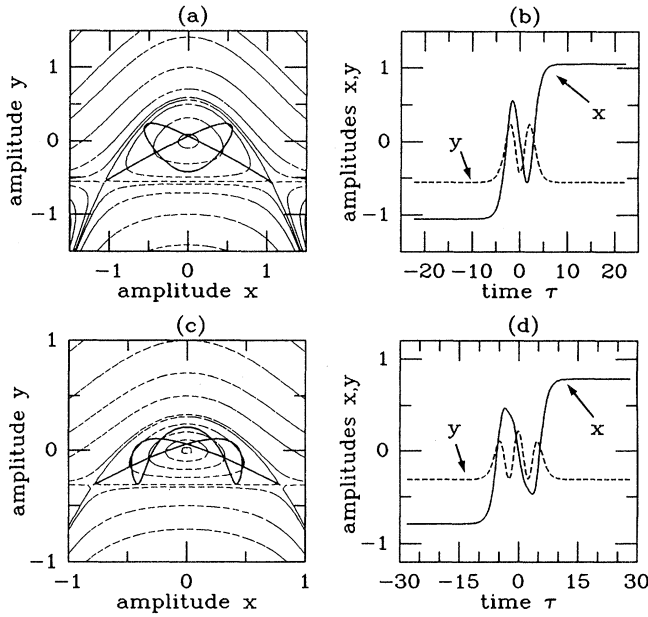 (a)
amplitude y
1
0
−1
−1 0 1
amplitude x
(b)
amplitudes x,y
1
0
−1
y
x
−20 −10 0 10 20
time τ
(c)
amplitude y
1
0
−1
−1 0 1
amplitude x
(d)
amplitudes x,y
1
0
−1
y
x
−30 −15 0 15 30
time τ